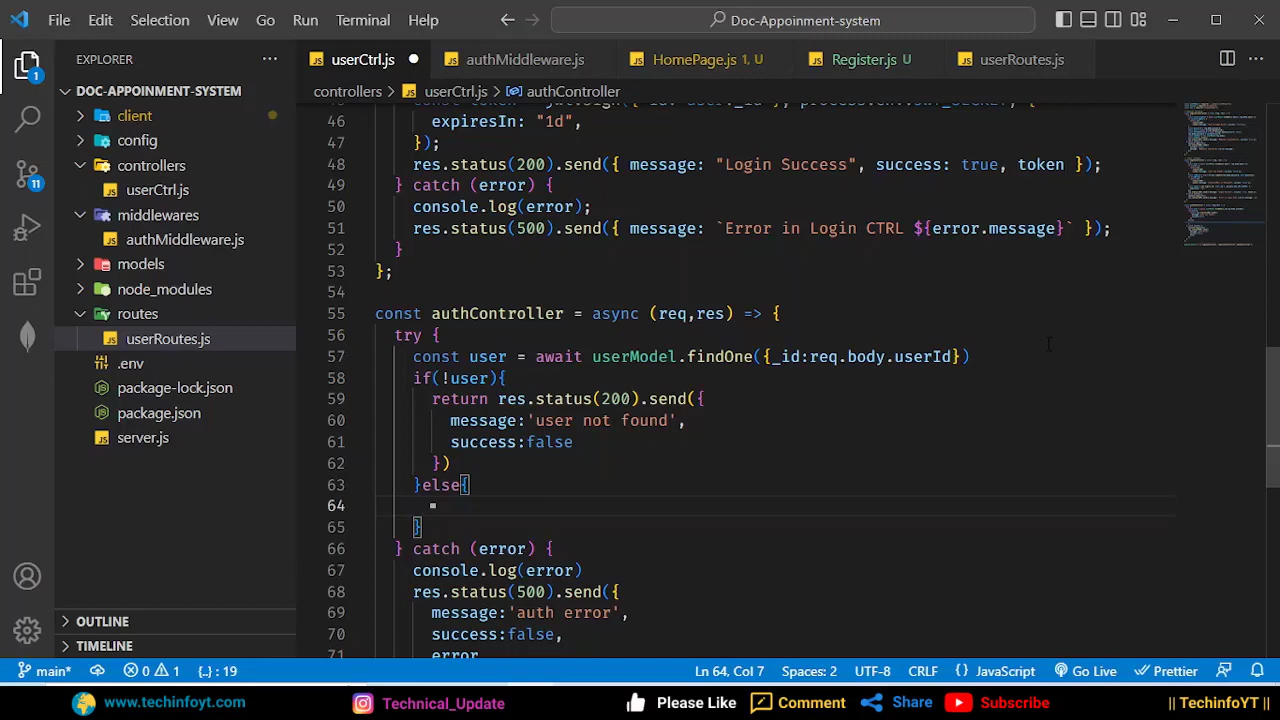 File Edit Selection View Go Run Terminal Help
Doc-Appoinment-system
EXPLORER
DOC-APPOINMENT-SYSTEM
client
config
controllers
userCtrl.js
middlewares
authMiddleware.js
models
node_modules
routes
userRoutes.js
.env
package-lock.json
package.json
server.js
OUTLINE
TIMELINE
1
11
userCtrl.js authMiddleware.js HomePage.js 1, U Register.js U userRoutes.js
controllers > userCtrl.js > authController
46 expiresIn: "1d",
47 });
48 res.status(200).send({ message: "Login Success", success: true, token });
49 } catch (error) {
50 console.log(error);
51 res.status(500).send({ message: `Error in Login CTRL ${error.message}` });
52 }
53 };
54
55 const authController = async (req,res) => {
56 try {
57 const user = await userModel.findOne({_id:req.body.userId})
58 if(!user){
59 return res.status(200).send({
60 message:'user not found',
61 success:false
62 })
63 }else{
64
65 }
66 } catch (error) {
67 console.log(error)
68 res.status(500).send({
69 message:'auth error',
70 success:false,
71 error
main* 0 1 {..} : 19 Ln 64, Col 7 Spaces: 2 UTF-8 CRLF {} JavaScript Go Live Prettier
www.techinfoyt.com Technical_Update Please Like Comment Share Subscribe || TechinfoYT ||